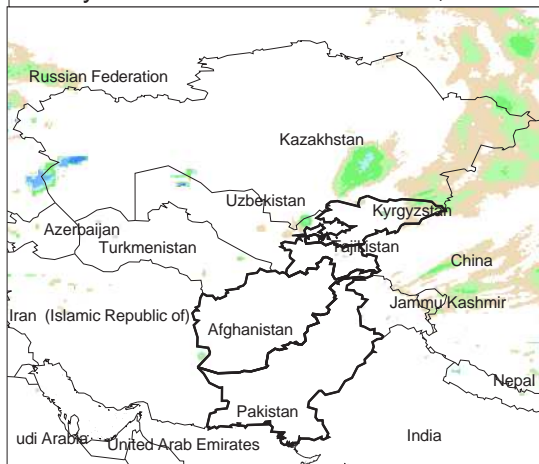 Russian Federation
Kazakhstan
Uzbekistan
Kyrgyzstan
Azerbaijan
Turkmenistan
Tajikistan
China
Iran (Islamic Republic of)
Jammu Kashmir
Afghanistan
Nepal
Pakistan
udi Arabia
United Arab Emirates
India